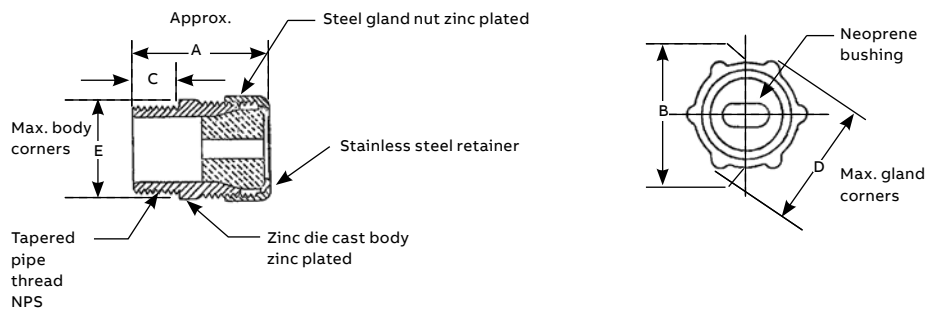 Approx.
Steel gland nut zinc plated
A
C
Max. body
corners
E
Stainless steel retainer
Tapered
pipe
thread
NPS
Zinc die cast body
zinc plated
Neoprene
bushing
B
D
Max. gland
corners